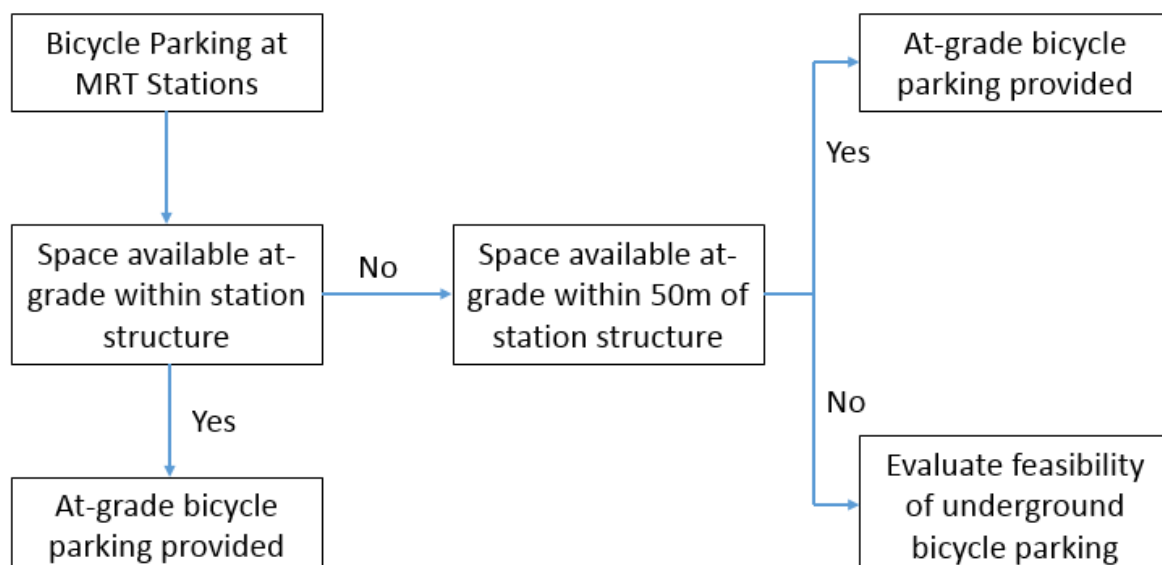 Bicycle Parking at
MRT Stations
Space available at-
grade within station
structure
Yes
At-grade bicycle
parking provided
No
Space available at-
grade within 50m of
station structure
Yes
At-grade bicycle
parking provided
No
Evaluate feasibility
of underground
bicycle parking